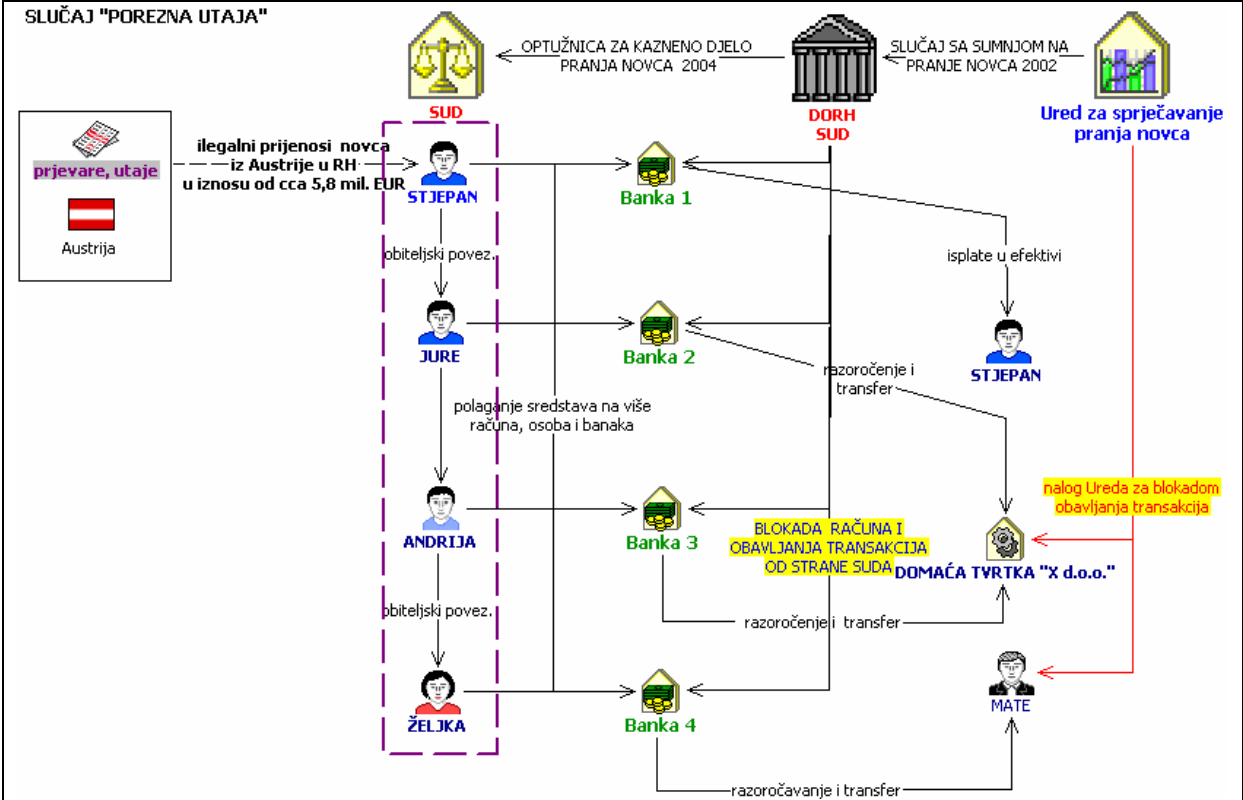 SLUČAJ "POREZNA UTAJA"
OPTUŽNICA ZA KAZNENO DJELO
PRANJA NOVCA 2004
SLUČAJ SA SUMNJOM NA
PRANJE NOVCA 2002
SUD
DORH
SUD
Ured za sprječavanje
pranja novca
prjevare, utaje
Austrija
ilegalni prijenosi novca
iz Austrije u RH
u iznosu od cca 5,8 mil. EUR
STJEPAN
Banka 1
obiteljski povez.
isplate u efektivi
JURE
Banka 2
STJEPAN
razoročenje i
transfer
polaganje sredstava na više
računa, osoba i banaka
nalog Ureda za blokadom
obavljanja transakcija
ANDRIJA
Banka 3
BLOKADA RAČUNA I
OBAVLJANJA TRANSAKCIJA
OD STRANE SUDA
DOMAĆA TVRTKA "X d.o.o."
obiteljski povez.
razoročenje i transfer
ŽELJKA
Banka 4
MATE
razoročavanje i transfer